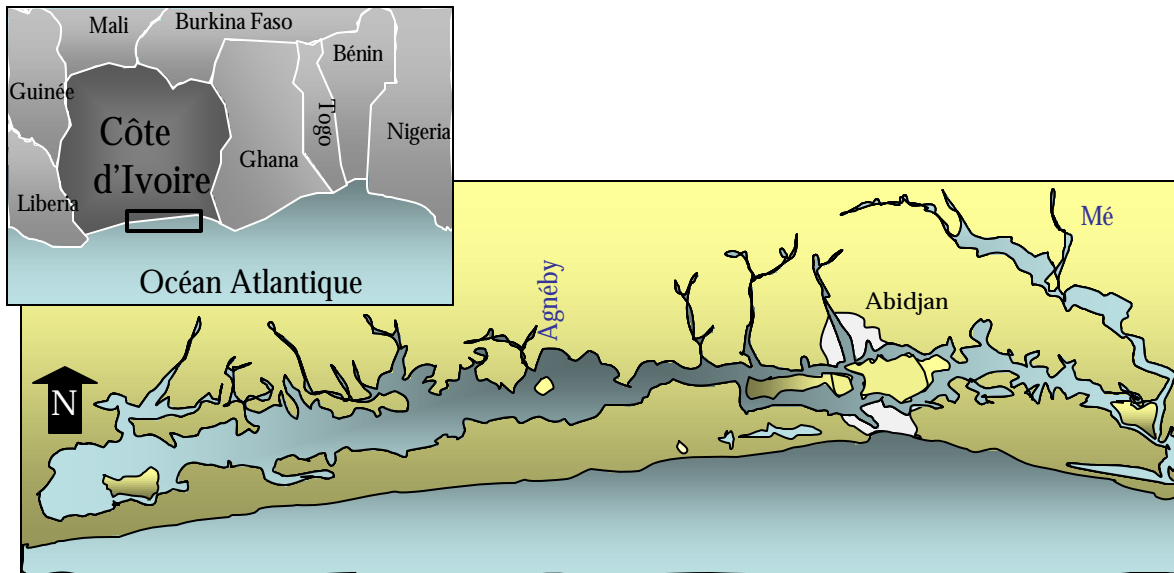 Mali
Burkina Faso
Bénin
Guinée
Togo
Côte
d'Ivoire
Nigeria
Ghana
Liberia
Océan Atlantique
Mé
Agnéby
Abidjan
N